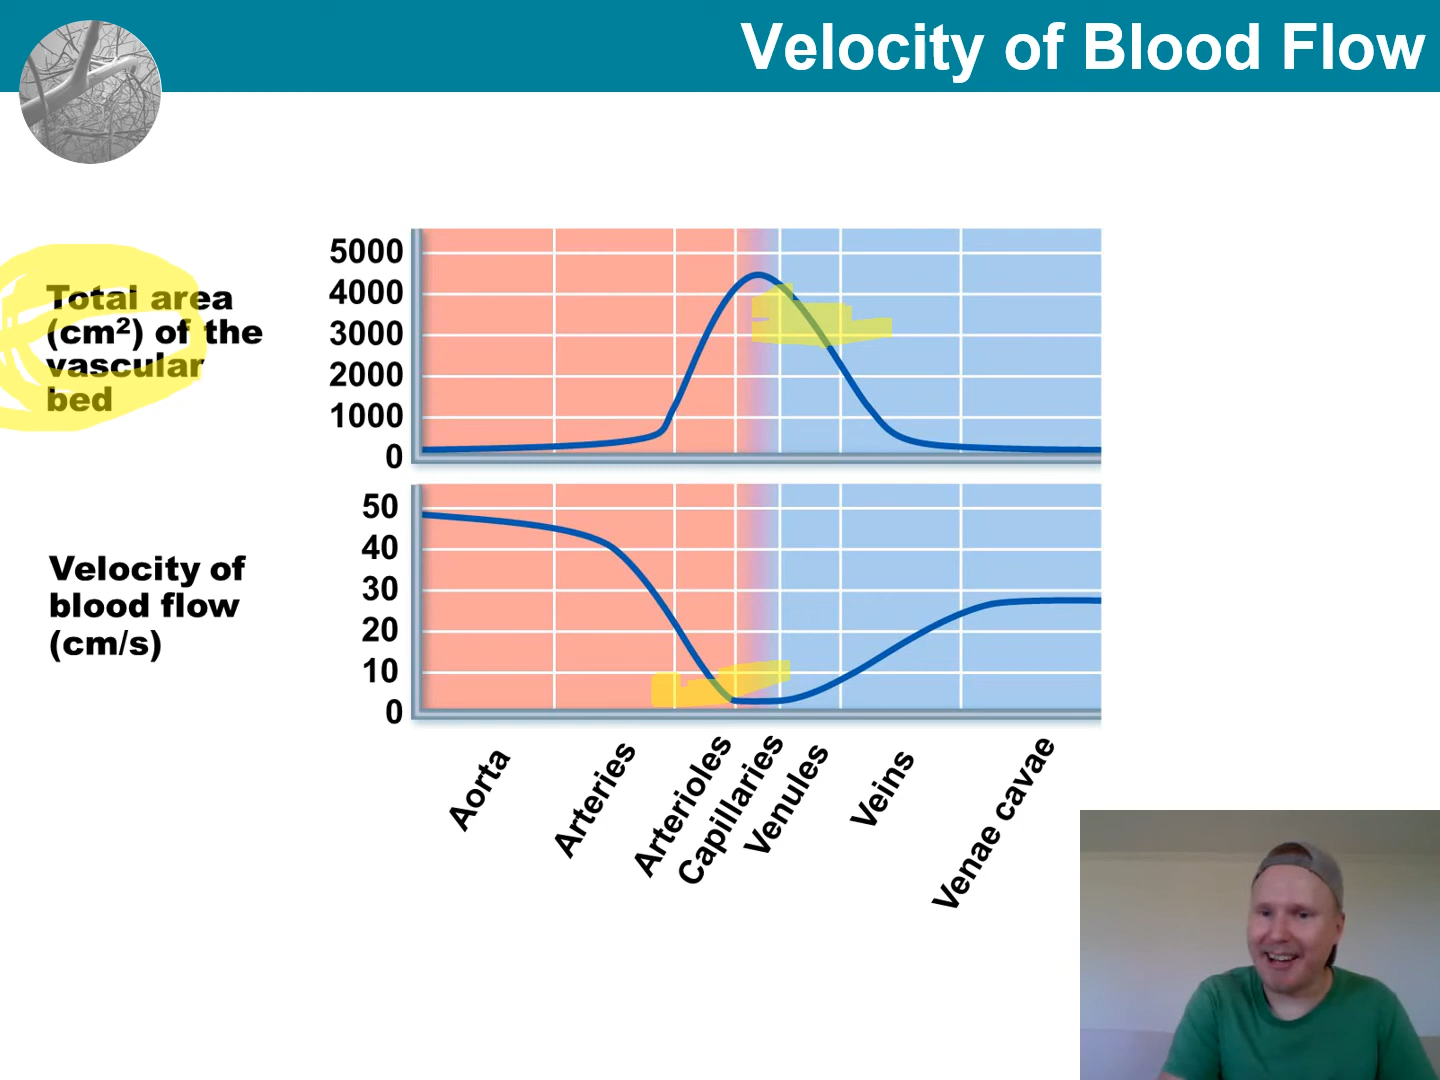 Velocity of Blood Flow
Total area
(cm²) of the
vascular
bed
5000
4000
3000
2000
1000
0
Velocity of
blood flow
(cm/s)
50
40
30
20
10
0
Aorta
Arteries
Arterioles
Capillaries
Venules
Veins
Venae cavae